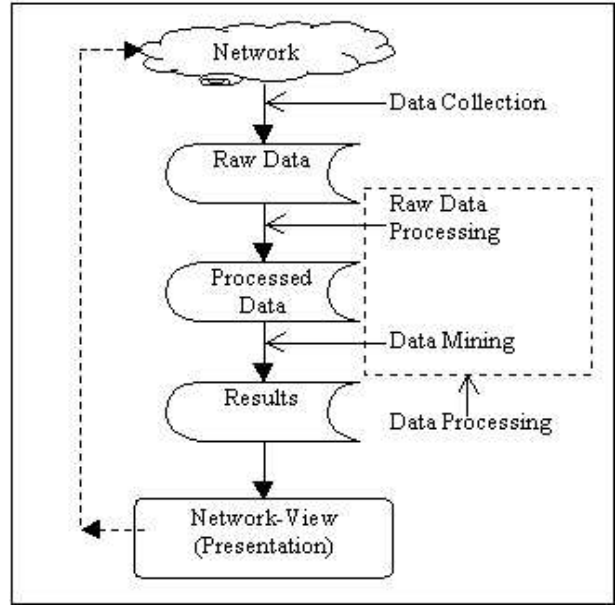 Network
Data Collection
Raw Data
Raw Data
Processing
Processed
Data
Data Mining
Results
Data Processing
Network-View
(Presentation)